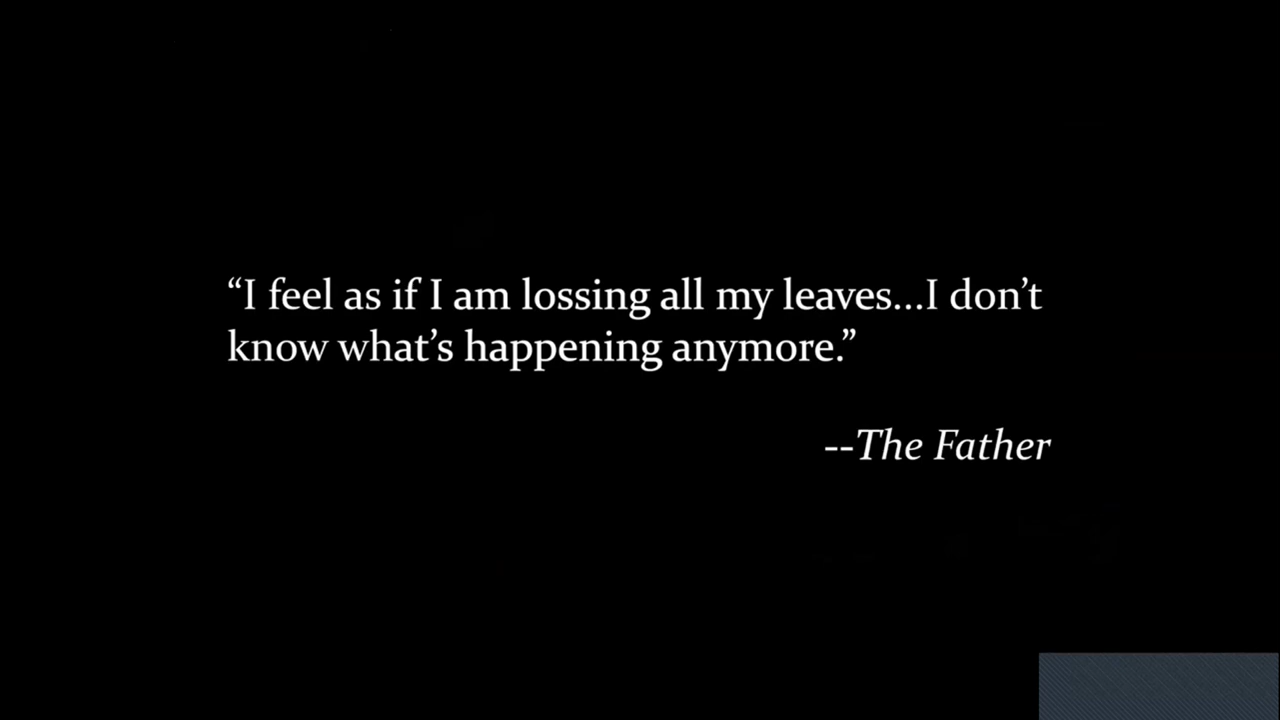 “I feel as if I am lossing all my leaves...I don’t
know what’s happening anymore.”
--The Father